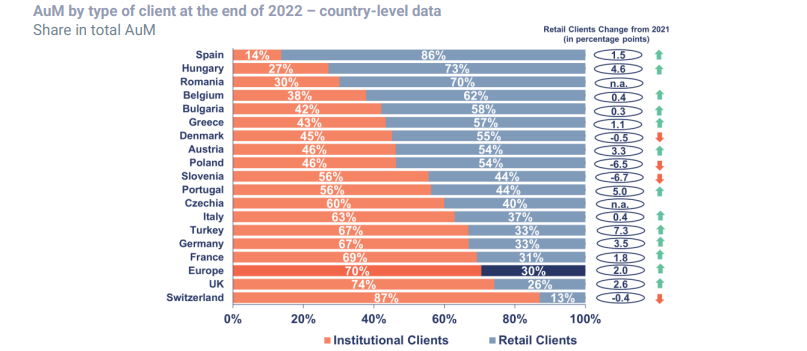 AuM by type of client at the end of 2022 – country-level data
Share in total AuM
Retail Clients Change from 2021
(in percentage points)
Spain 14% 86% 1.5
Hungary 27% 73% 4.6
Romania 30% 70% n.a.
Belgium 38% 62% 0.4
Bulgaria 42% 58% 0.3
Greece 43% 57% 1.1
Denmark 45% 55% -0.5
Austria 46% 54% 3.3
Poland 46% 54% -6.5
Slovenia 56% 44% -6.7
Portugal 56% 44% 5.0
Czechia 60% 40% n.a.
Italy 63% 37% 0.4
Turkey 67% 33% 7.3
Germany 67% 33% 3.5
France 69% 31% 1.8
Europe 70% 30% 2.0
UK 74% 26% 2.6
Switzerland 87% 13% -0.4
0% 20% 40% 60% 80% 100%
Institutional Clients Retail Clients